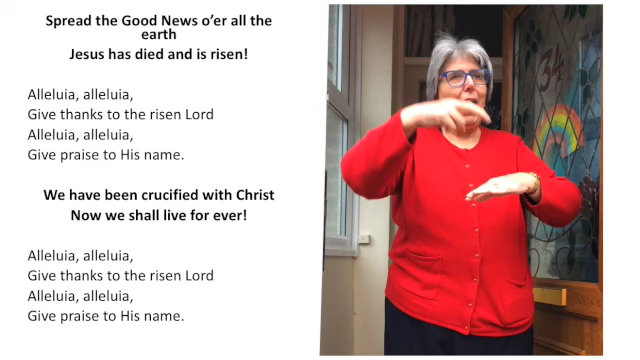 Spread the Good News o’er all the
earth
Jesus has died and is risen!
Alleluia, alleluia,
Give thanks to the risen Lord
Alleluia, alleluia,
Give praise to His name.
We have been crucified with Christ
Now we shall live for ever!
Alleluia, alleluia,
Give thanks to the risen Lord
Alleluia, alleluia,
Give praise to His name.
34